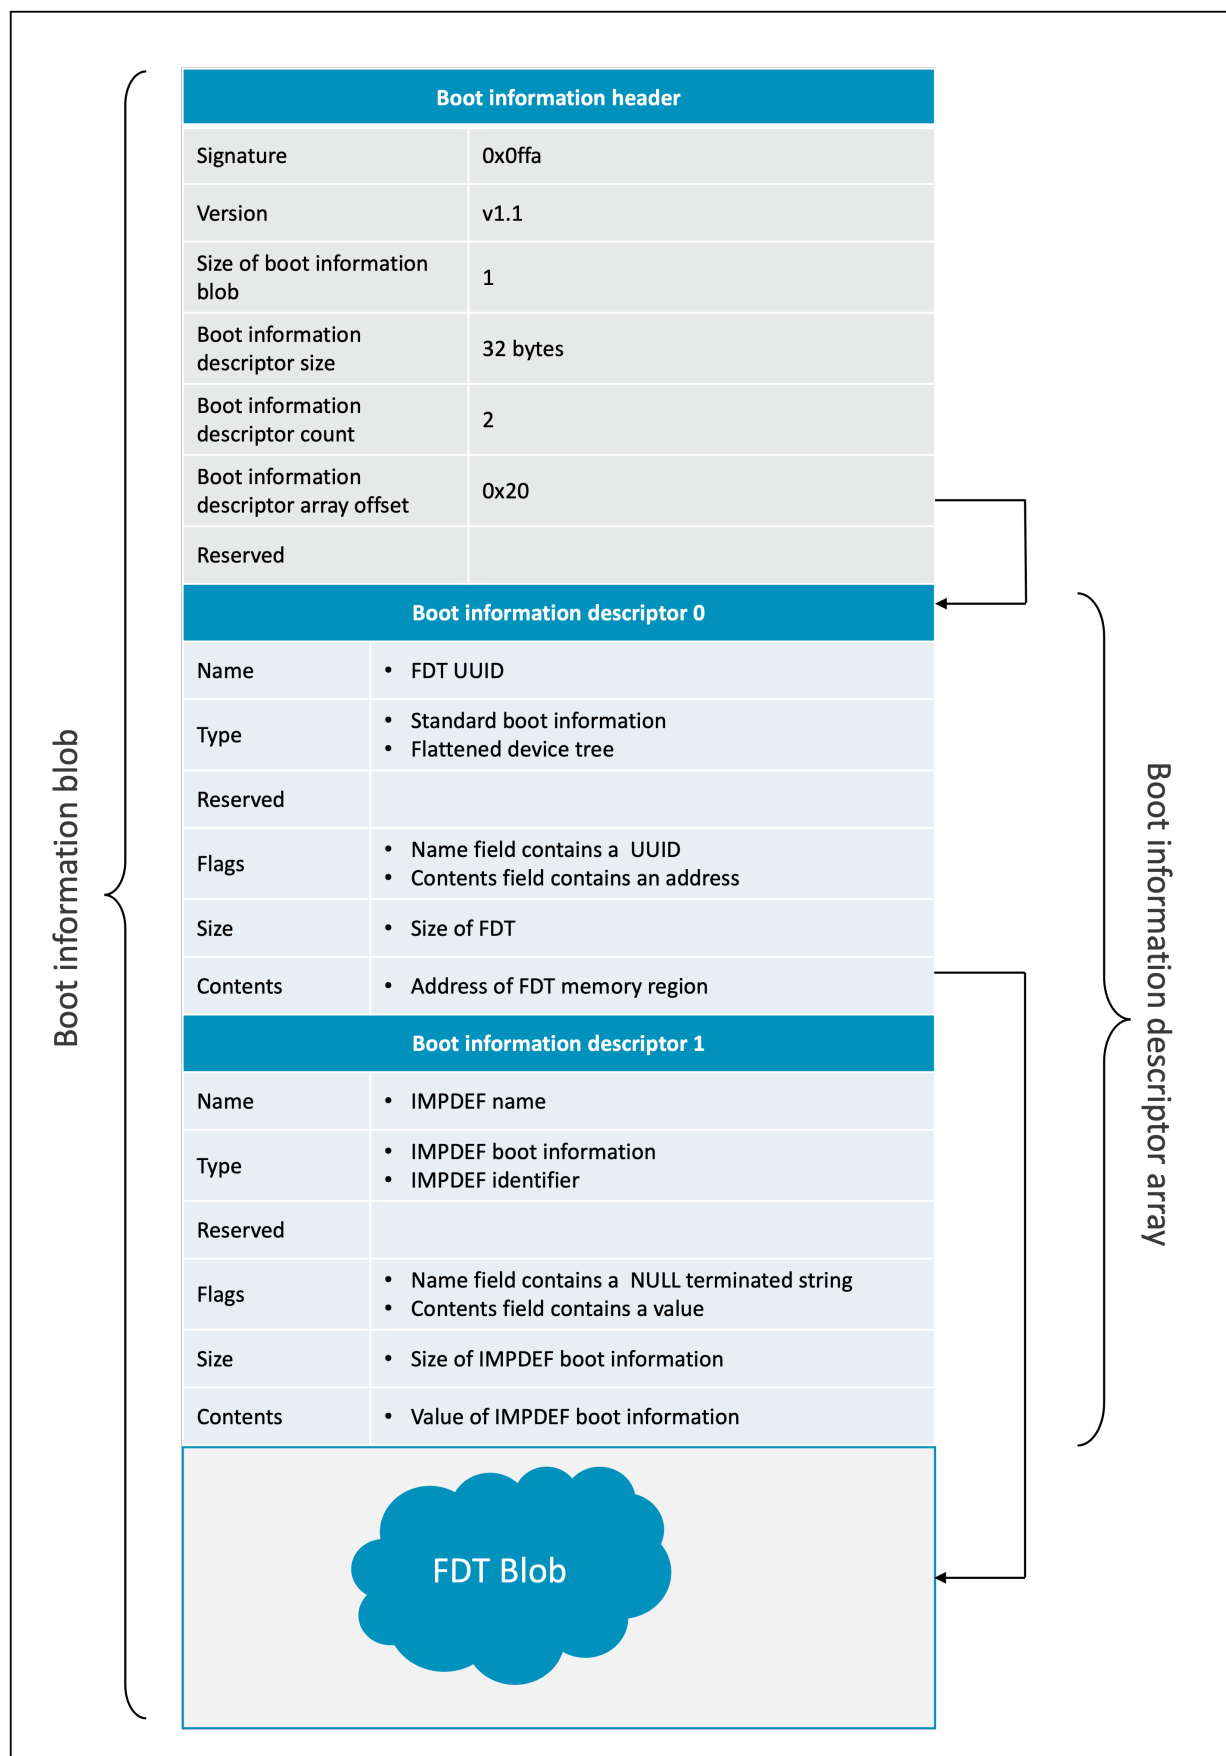 Boot information header
Signature
0x0ffa
Version
v1.1
Size of boot information
blob
1
Boot information
descriptor size
32 bytes
Boot information
descriptor count
2
Boot information
descriptor array offset
0x20
Reserved
Boot information descriptor 0
Name
• FDT UUID
Type
• Standard boot information
• Flattened device tree
Reserved
Flags
• Name field contains a  UUID
• Contents field contains an address
Size
• Size of FDT
Contents
• Address of FDT memory region
Boot information descriptor 1
Name
• IMPDEF name
Type
• IMPDEF boot information
• IMPDEF identifier
Reserved
Flags
• Name field contains a  NULL terminated string
• Contents field contains a value
Size
• Size of IMPDEF boot information
Contents
• Value of IMPDEF boot information
FDT Blob
Boot information blob
Boot information descriptor array